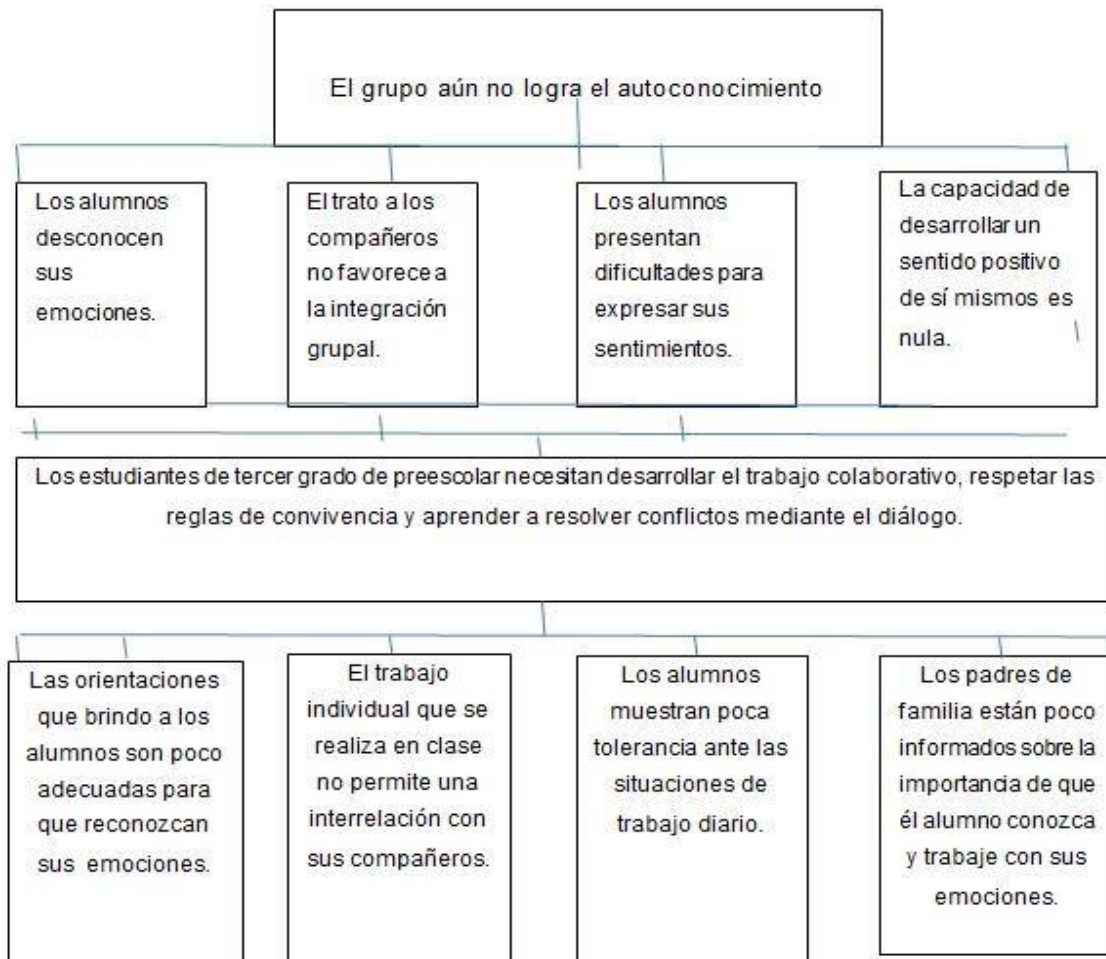 El grupo aún no logra el autoconocimiento
Los alumnos
desconocen
sus
emociones.
El trato a los
compañeros
no favorece a
la integración
grupal.
Los alumnos
presentan
dificultades para
expresar sus
sentimientos.
La capacidad de
desarrollar un
sentido positivo
de sí mismos es
nula.
Los estudiantes de tercer grado de preescolar necesitan desarrollar el trabajo colaborativo, respetar las
reglas de convivencia y aprender a resolver conflictos mediante el diálogo.
Las orientaciones
que brindo a los
alumnos son poco
adecuadas para
que reconozcan
sus emociones.
El trabajo
individual que se
realiza en clase
no permite una
interrelación con
sus compañeros.
Los alumnos
muestran poca
tolerancia ante las
situaciones de
trabajo diario.
Los padres de
familia están poco
informados sobre la
importancia de que
él alumno conozca
y trabaje con sus
emociones.